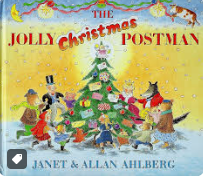 THE
JOLLY Christmas POSTMAN
JANET & ALLAN AHLBERG